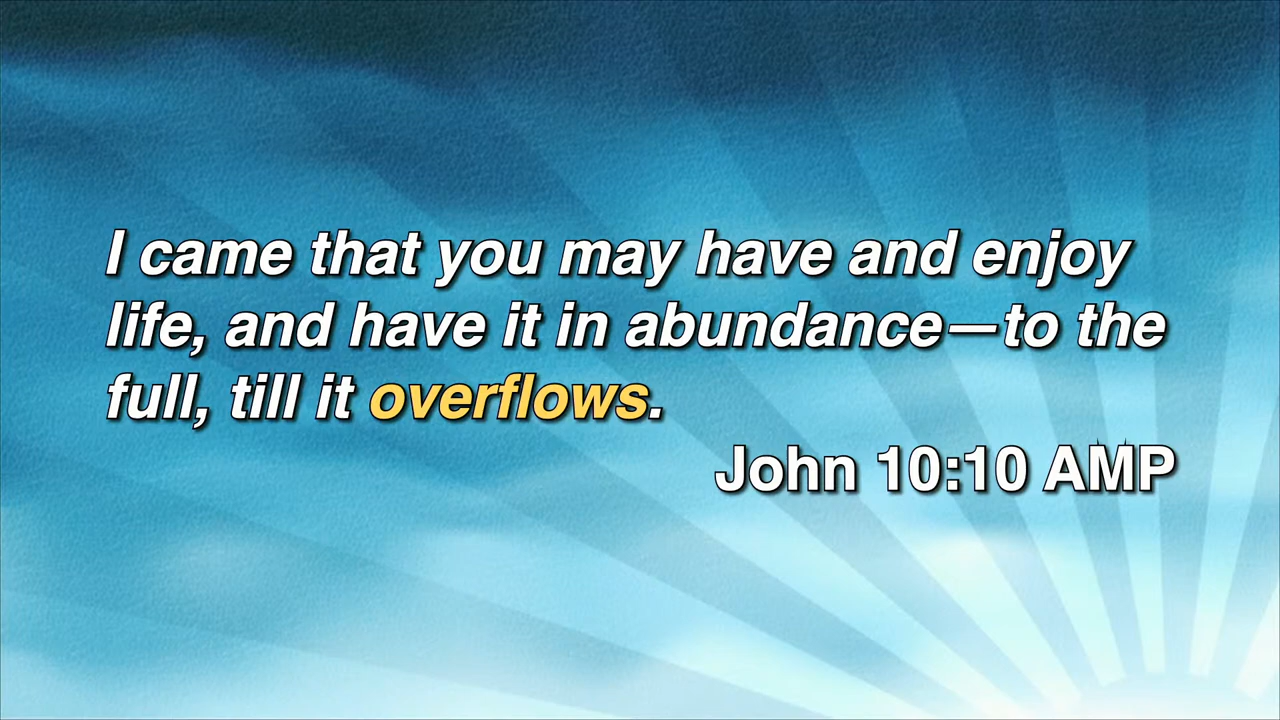 I came that you may have and enjoy
life, and have it in abundance—to the
full, till it overflows.
John 10:10 AMP